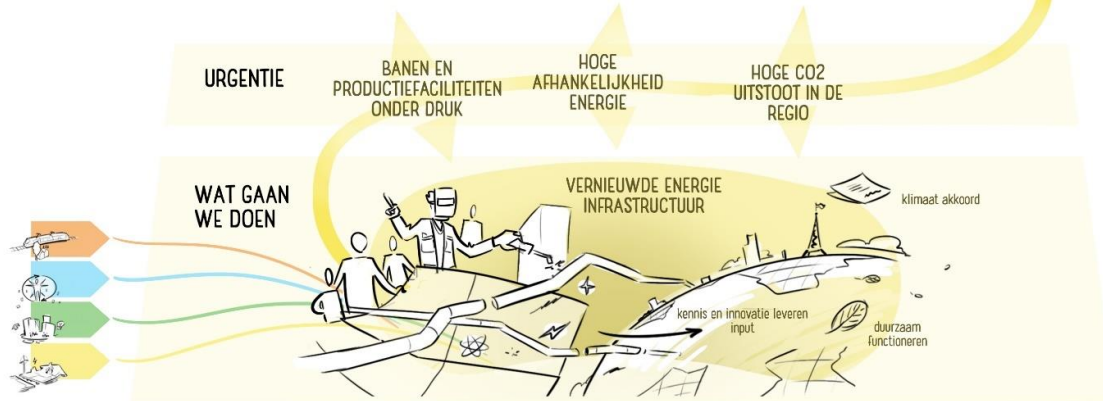 URGENTIE
BANEN EN
PRODUCTIEFACILITEITEN
ONDER DRUK
HOGE
AFHANKELIJKHEID
ENERGIE
HOGE CO2
UITSTOOT IN DE
REGIO
WAT GAAN
WE DOEN
VERNIEUWDE ENERGIE
INFRASTRUCTUUR
klimaat akkoord
kennis en innovatie leveren
input
duurzaam
functioneren